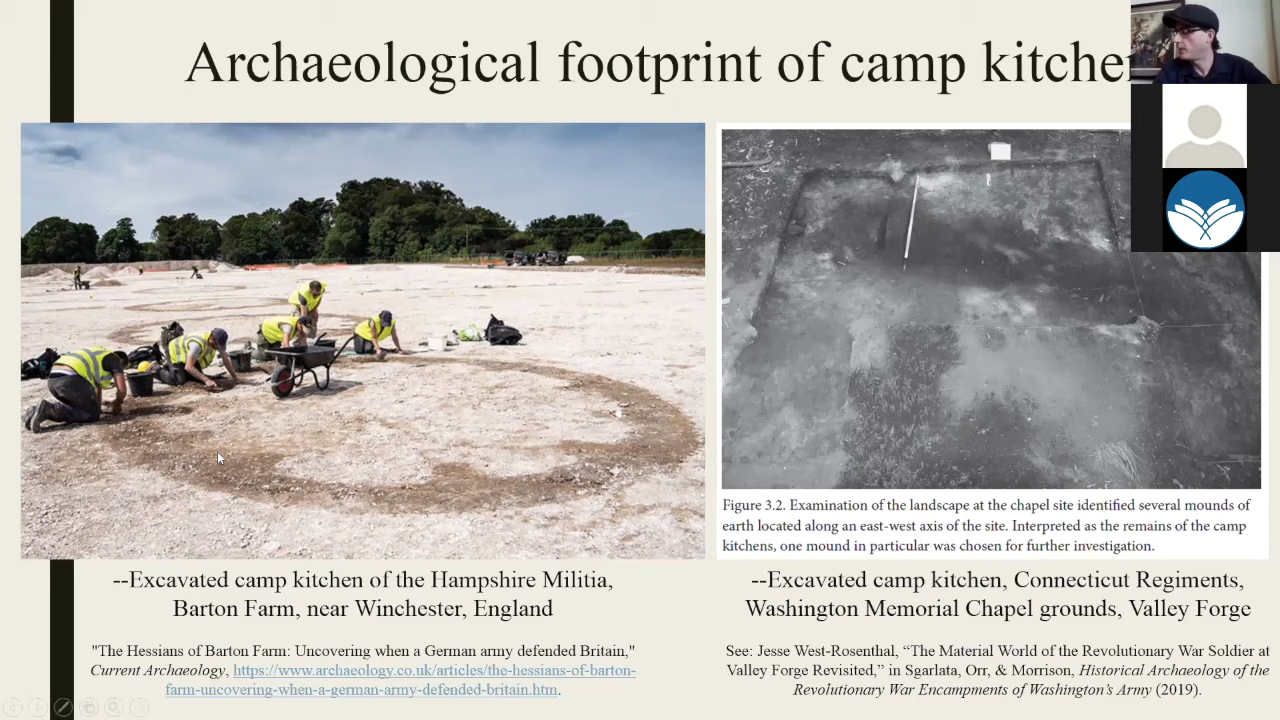 Archaeological footprint of camp
Figure 3.2. Examination of the landscape at the chapel site identified several mounds of
earth located along an east-west axis of the site. Interpreted as the remains of the camp
kitchens, one mound in particular was chosen for further investigation.
--Excavated camp kitchen of the Hampshire Militia,
Barton Farm, near Winchester, England
--Excavated camp kitchen, Connecticut Regiments,
Washington Memorial Chapel grounds, Valley Forge
"The Hessians of Barton Farm: Uncovering when a German army defended Britain,"
Current Archaeology, https://www.archaeology.co.uk/articles/the-hessians-of-barton-
farm-uncovering-when-a-german-army-defended-britain.htm.
See: Jesse West-Rosenthal, “The Material World of the Revolutionary War Soldier at
Valley Forge Revisited,” in Sgarlata, Orr, & Morrison, Historical Archaeology of the
Revolutionary War Encampments of Washington’s Army (2019).